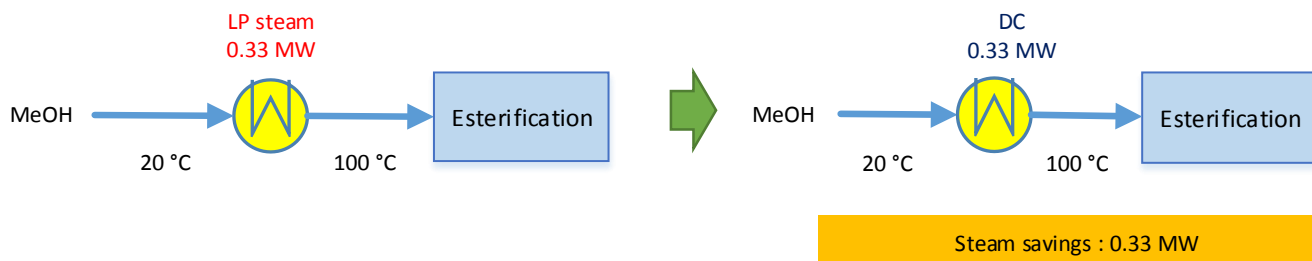 LP steam
0.33 MW
MeOH
Esterification
20 °C
100 °C
DC
0.33 MW
MeOH
Esterification
20 °C
100 °C
Steam savings : 0.33 MW